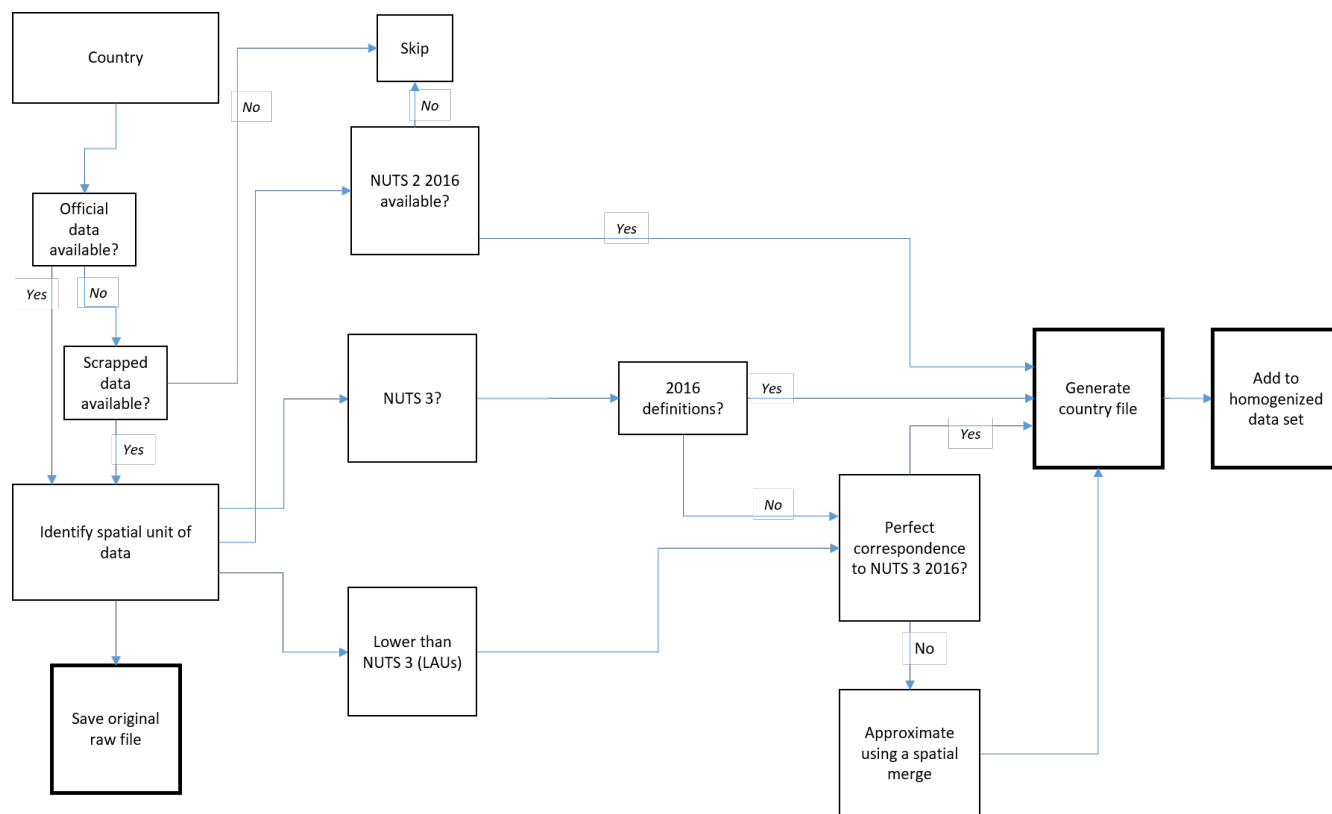 Country
Skip
No
No
NUTS 2 2016
available?
Official
data
available?
Yes
Yes
No
Scrapped
data
available?
NUTS 3?
2016
definitions?
Yes
Generate
country file
Add to
homogenized
data set
Yes
Yes
No
Identify spatial unit of
data
Perfect
correspondence
to NUTS 3 2016?
Lower than
NUTS 3 (LAUs)
No
Save original
raw file
Approximate
using a spatial
merge